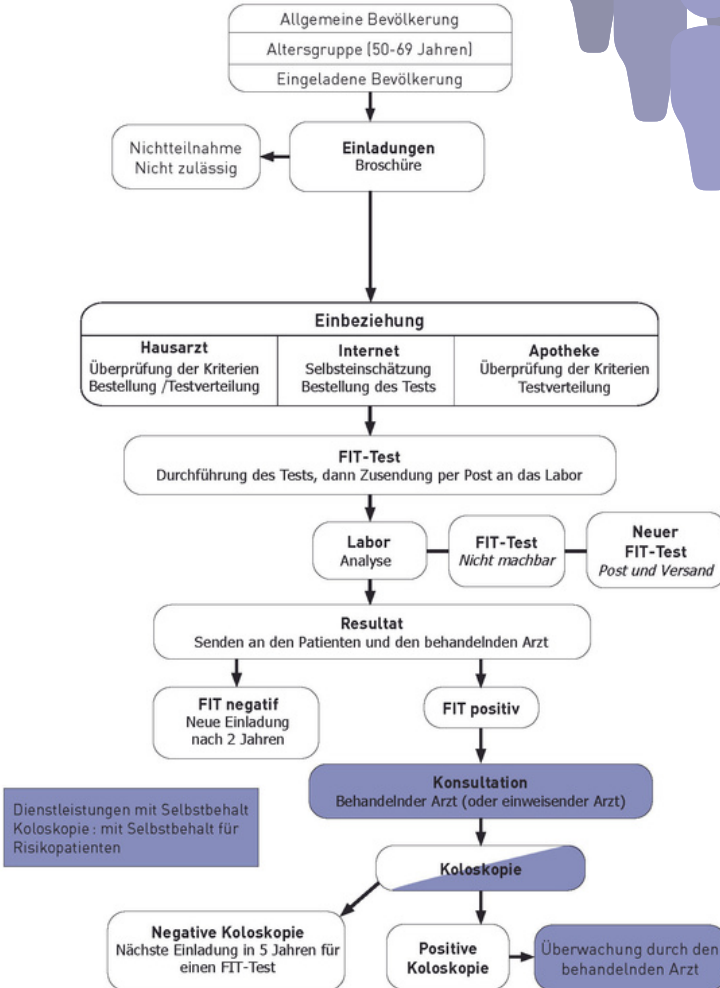 Allgemeine Bevölkerung
Altersgruppe (50-69 Jahren)
Eingeladene Bevölkerung
Nichtteilnahme
Nicht zulässig
Einladungen
Broschüre
Einbeziehung
Hausarzt
Überprüfung der Kriterien
Bestellung /Testverteilung
Internet
Selbsteinschätzung
Bestellung des Tests
Apotheke
Überprüfung der Kriterien
Testverteilung
FIT-Test
Durchführung des Tests, dann Zusendung per Post an das Labor
Labor
Analyse
FIT-Test
Nicht machbar
Neuer
FIT-Test
Post und Versand
Resultat
Senden an den Patienten und den behandelnden Arzt
FIT negatif
Neue Einladung
nach 2 Jahren
FIT positiv
Konsultation
Behandelnder Arzt (oder einweisender Arzt)
Dienstleistungen mit Selbstbehalt
Koloskopie : mit Selbstbehalt für
Risikopatienten
Koloskopie
Negative Koloskopie
Nächste Einladung in 5 Jahren für
einen FIT-Test
Positive
Koloskopie
Überwachung durch den
behandelnden Arzt